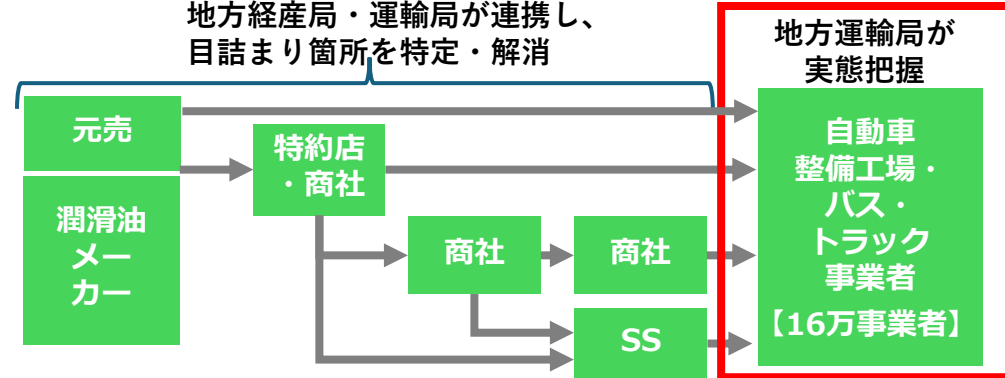 地方経産局・運輸局が連携し、
目詰まり箇所を特定・解消
地方運輸局が
実態把握
元売
特約店
・商社
潤滑油
メー
カー
商社
商社
SS
自動車
整備工場・
バス・
トラック
事業者
【16万事業者】